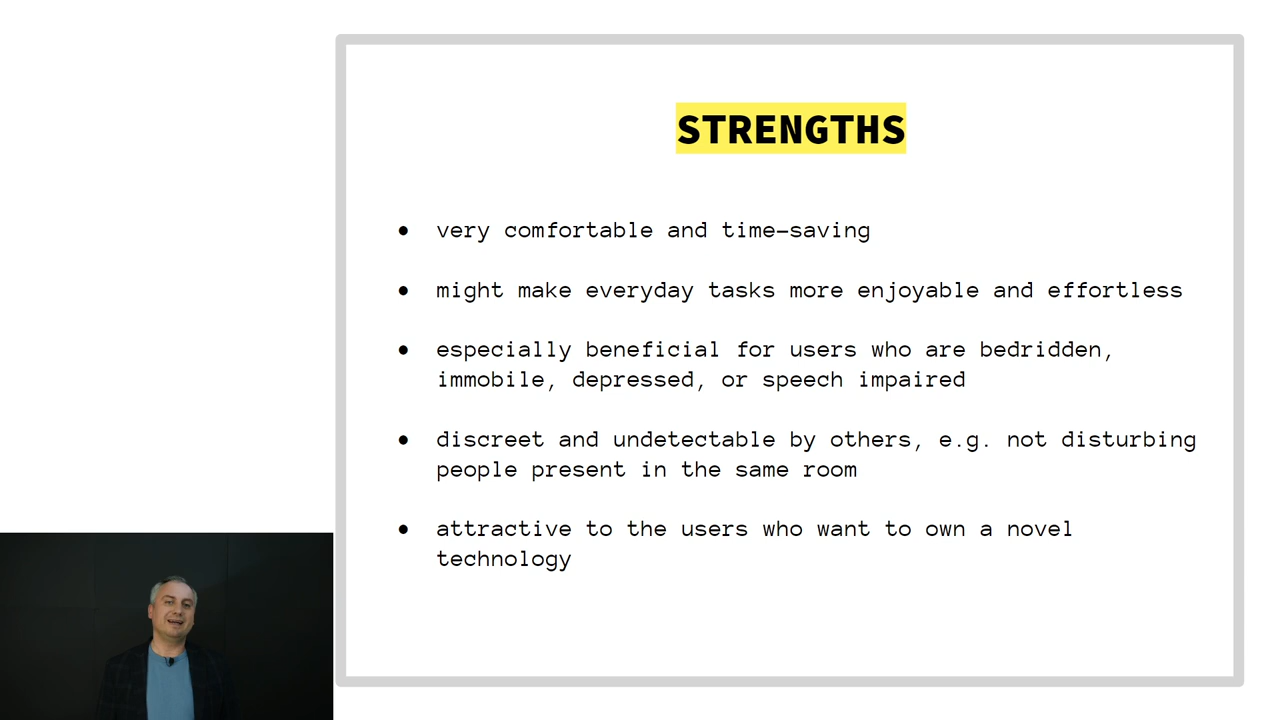 STRENGTHS
● very comfortable and time-saving
● might make everyday tasks more enjoyable and effortless
● especially beneficial for users who are bedridden,
immobile, depressed, or speech impaired
● discreet and undetectable by others, e.g. not disturbing
people present in the same room
● attractive to the users who want to own a novel
technology